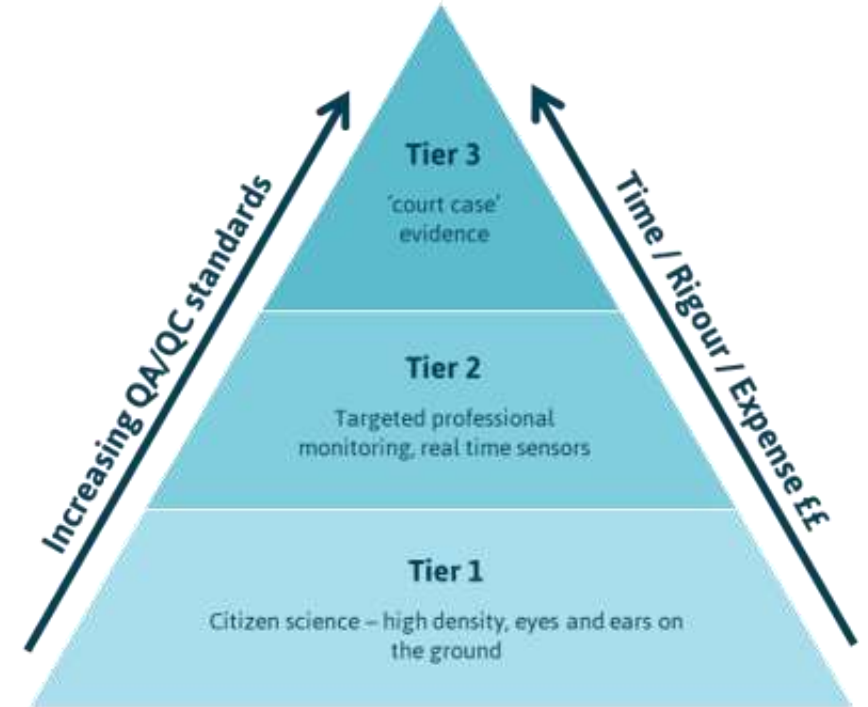 Increasing QA/QC standards
Time / Rigour / Expense ££
Tier 3
‘court case’
evidence
Tier 2
Targeted professional
monitoring, real time sensors
Tier 1
Citizen science – high density, eyes and ears on
the ground